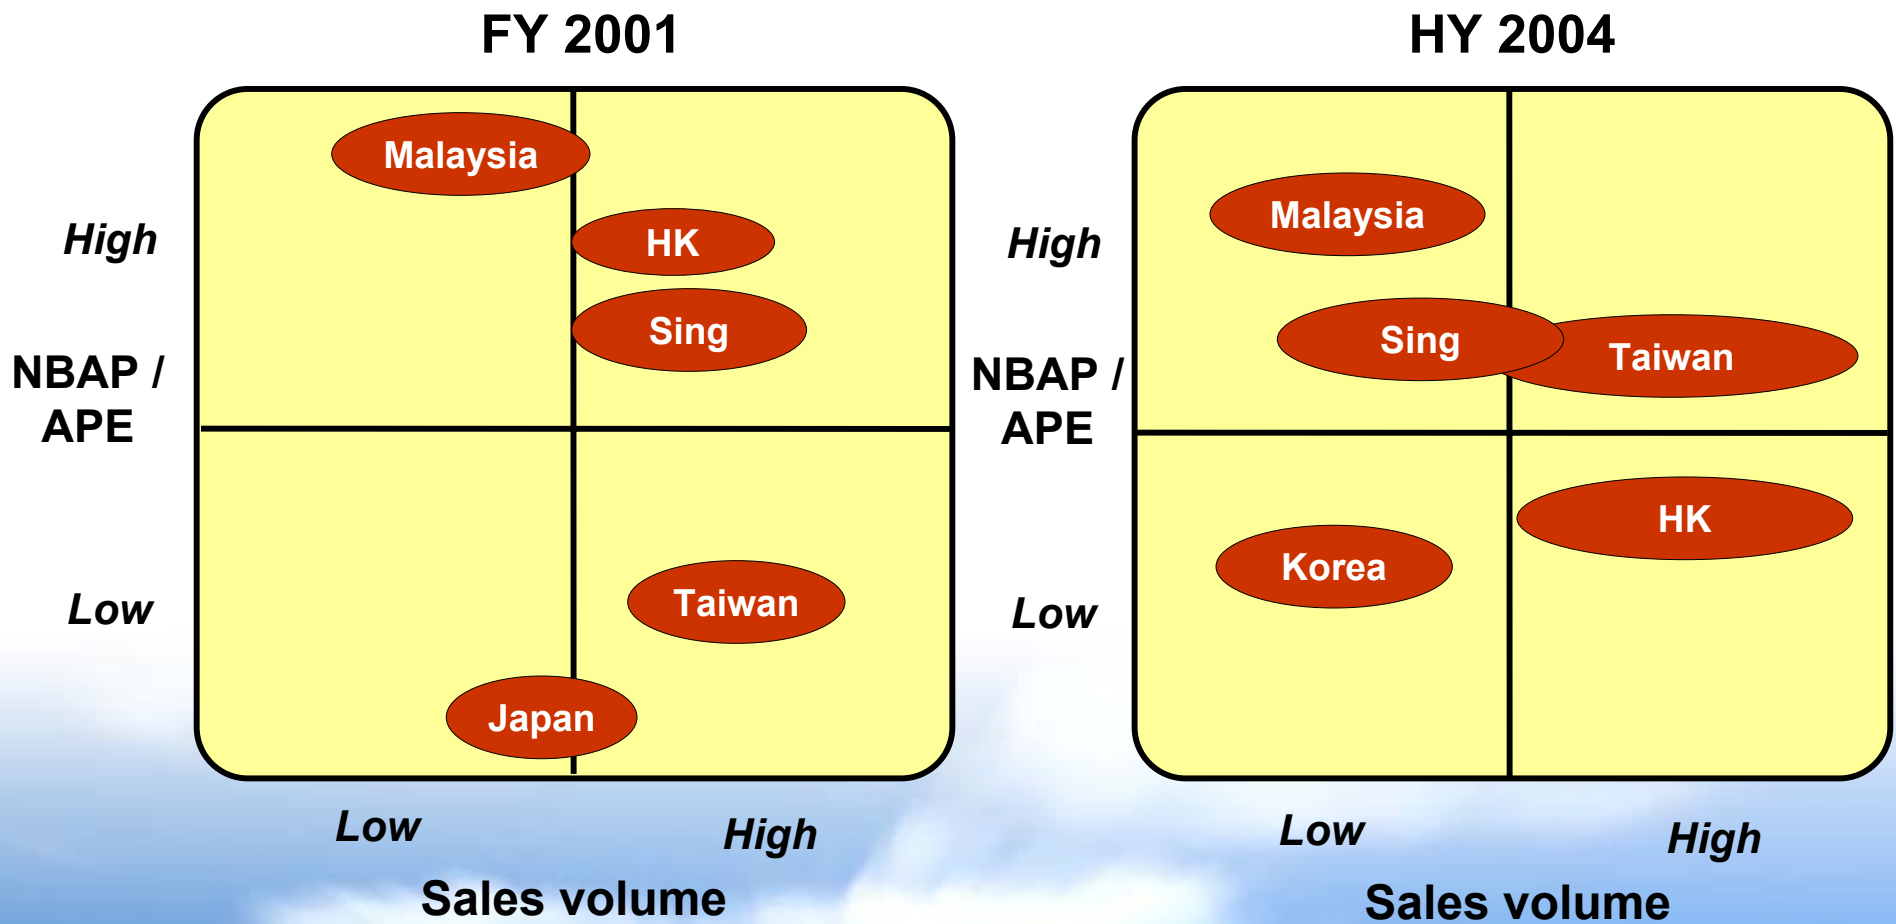 FY 2001
Malaysia
High
HK
Sing
NBAP /
APE
Taiwan
Low
Japan
Low
High
Sales volume
HY 2004
Malaysia
High
Sing
Taiwan
NBAP /
APE
HK
Korea
Low
Low
High
Sales volume